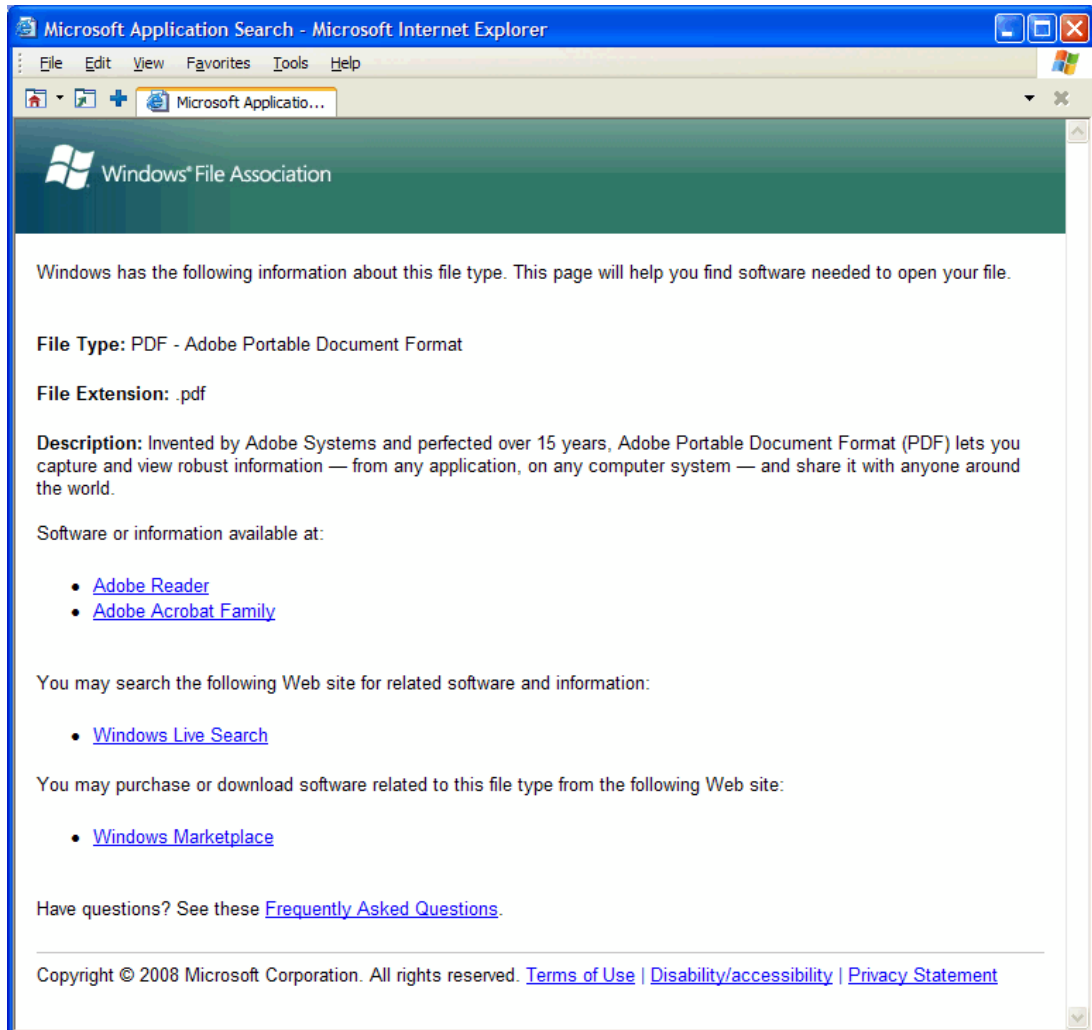 Microsoft Application Search - Microsoft Internet Explorer
File Edit View Favorites Tools Help
Microsoft Applicatio...
Windows® File Association
Windows has the following information about this file type. This page will help you find software needed to open your file.
File Type: PDF - Adobe Portable Document Format
File Extension: .pdf
Description: Invented by Adobe Systems and perfected over 15 years, Adobe Portable Document Format (PDF) lets you
capture and view robust information — from any application, on any computer system — and share it with anyone around
the world.
Software or information available at:
• Adobe Reader
• Adobe Acrobat Family
You may search the following Web site for related software and information:
• Windows Live Search
You may purchase or download software related to this file type from the following Web site:
• Windows Marketplace
Have questions? See these Frequently Asked Questions.
Copyright © 2008 Microsoft Corporation. All rights reserved. Terms of Use | Disability/accessibility | Privacy Statement